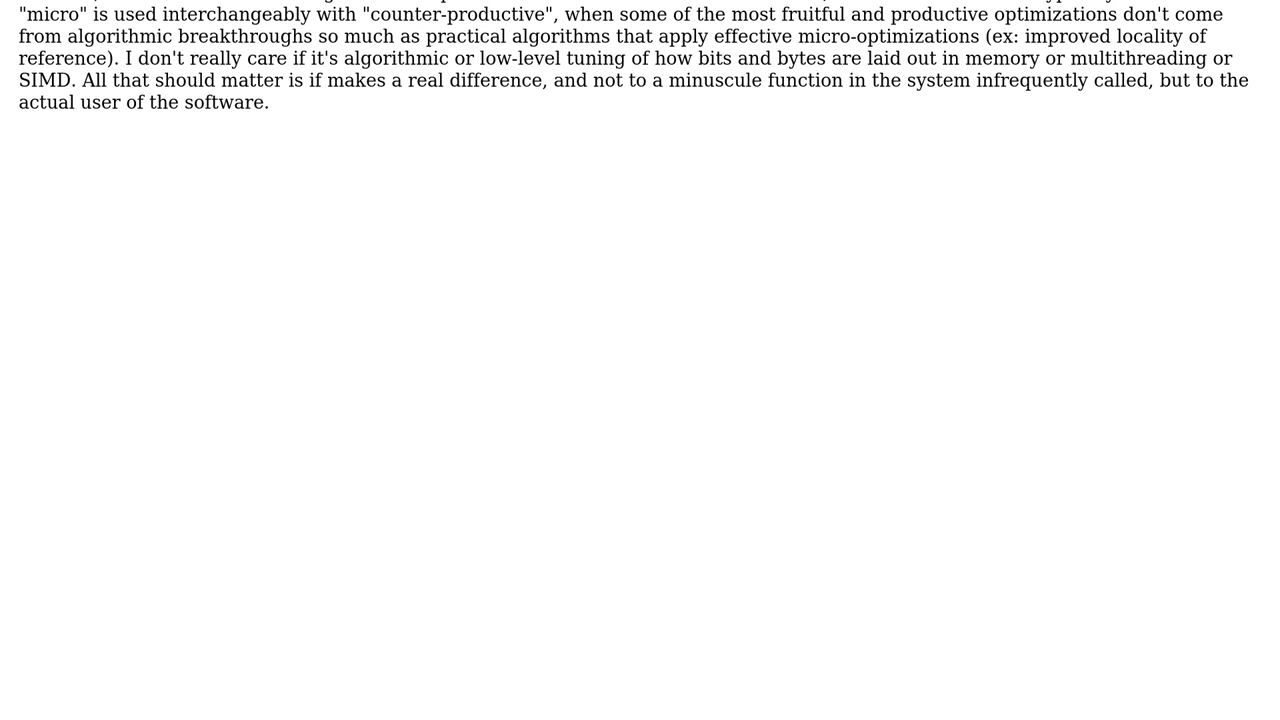 "micro" is used interchangeably with "counter-productive", when some of the most fruitful and productive optimizations don't come
from algorithmic breakthroughs so much as practical algorithms that apply effective micro-optimizations (ex: improved locality of
reference). I don't really care if it's algorithmic or low-level tuning of how bits and bytes are laid out in memory or multithreading or
SIMD. All that should matter is if makes a real difference, and not to a minuscule function in the system infrequently called, but to the
actual user of the software.